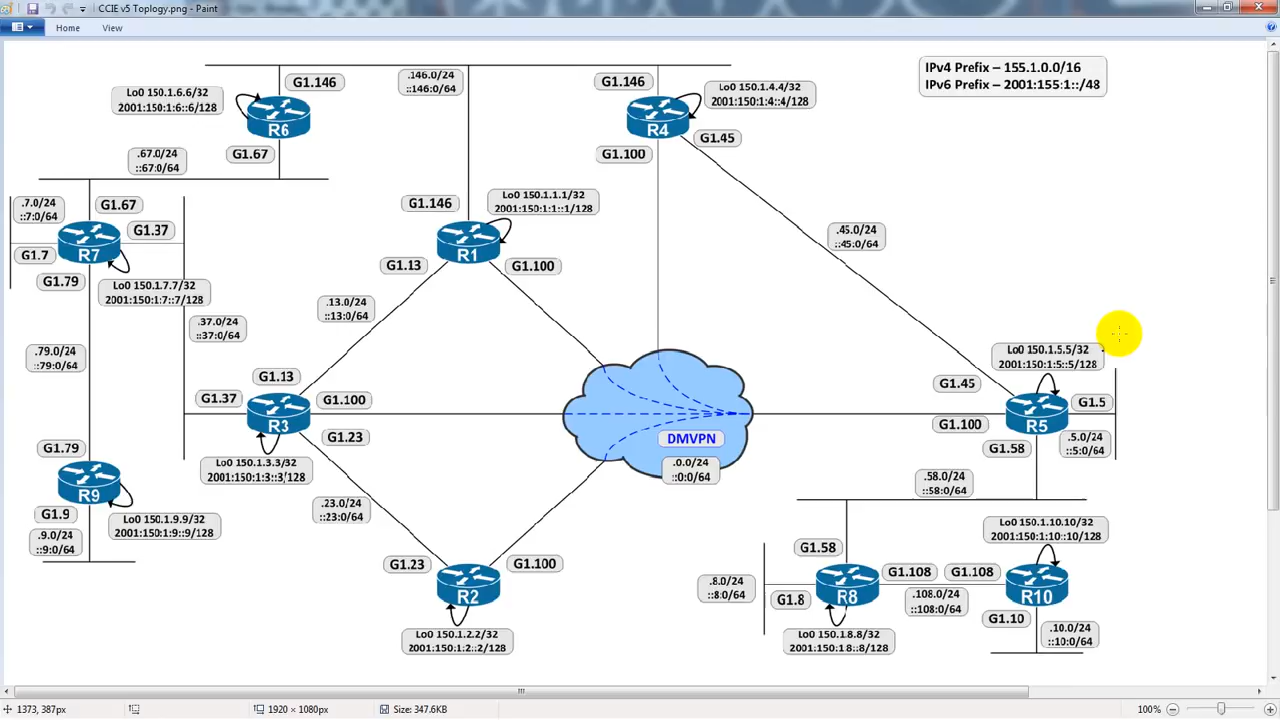 CCIE v5 Toplogy.png - Paint
Home
View
IPv4 Prefix – 155.1.0.0/16
IPv6 Prefix – 2001:155:1::/48
G1.146
.146.0/24
::146:0/64
G1.146
Lo0 150.1.6.6/32
2001:150:1:6::6/128
R6
R4
Lo0 150.1.4.4/32
2001:150:1:4::4/128
G1.67
G1.100
G1.45
.67.0/24
::67:0/64
.7.0/24
::7:0/64
G1.67
G1.37
G1.146
Lo0 150.1.1.1/32
2001:150:1:1::1/128
R7
G1.7
G1.79
Lo0 150.1.7.7/32
2001:150:1:7::7/128
R1
G1.13
G1.100
.45.0/24
::45:0/64
.13.0/24
::13:0/64
.37.0/24
::37:0/64
.79.0/24
::79:0/64
G1.13
G1.37
G1.100
R3
G1.23
Lo0 150.1.3.3/32
2001:150:1:3::3/128
DMVPN
.0.0/24
::0:0/64
Lo0 150.1.5.5/32
2001:150:1:5::5/128
G1.45
G1.5
R5
G1.100
G1.58
.5.0/24
::5:0/64
.58.0/24
::58:0/64
G1.79
R9
G1.9
Lo0 150.1.9.9/32
2001:150:1:9::9/128
.9.0/24
::9:0/64
.23.0/24
::23:0/64
G1.23
G1.100
R2
Lo0 150.1.2.2/32
2001:150:1:2::2/128
Lo0 150.1.10.10/32
2001:150:1:10::10/128
G1.58
G1.108
G1.108
.8.0/24
::8:0/64
G1.8
R8
.108.0/24
::108:0/64
R10
G1.10
.10.0/24
::10:0/64
Lo0 150.1.8.8/32
2001:150:1:8::8/128
1373, 387px
1920 × 1080px
Size: 347.6KB
100%